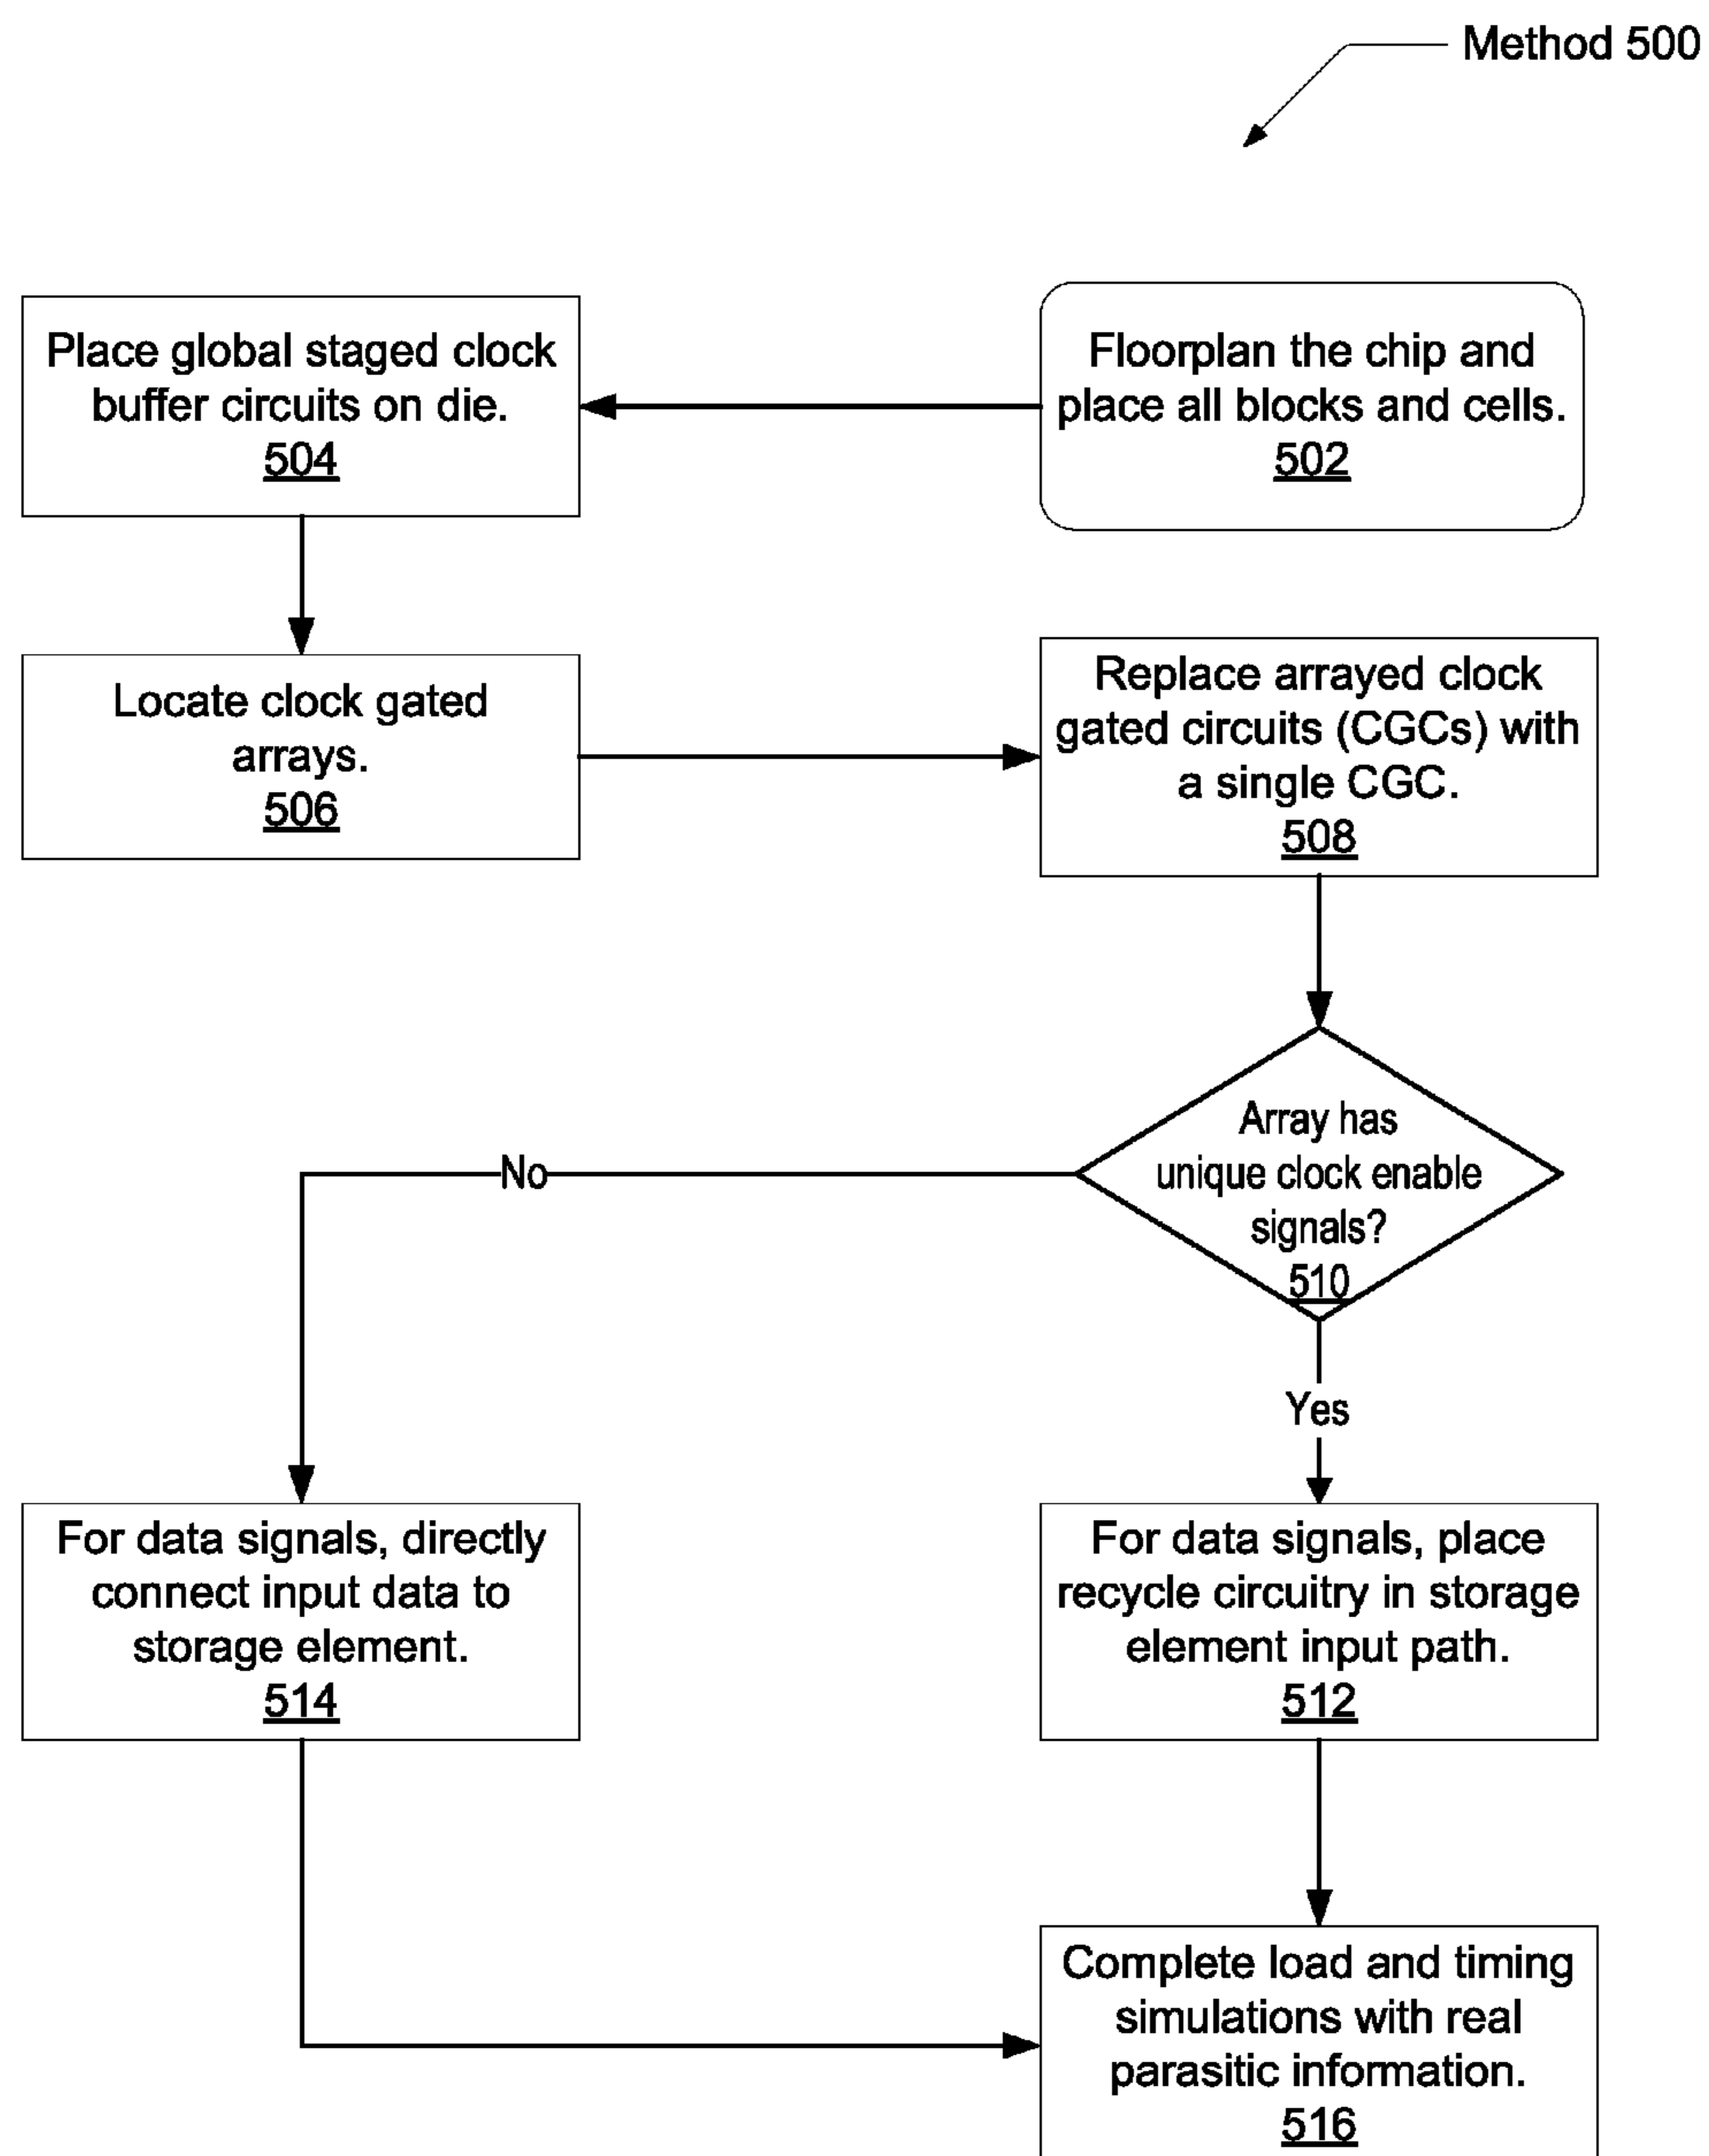 Method 500
Floorplan the chip and
place all blocks and cells.
502
Place global staged clock
buffer circuits on die.
504
Locate clock gated
arrays.
506
Replace arrayed clock
gated circuits (CGCs) with
a single CGC.
508
Array has
unique clock enable
signals?
510
No
Yes
For data signals, directly
connect input data to
storage element.
514
For data signals, place
recycle circuitry in storage
element input path.
512
Complete load and timing
simulations with real
parasitic information.
516